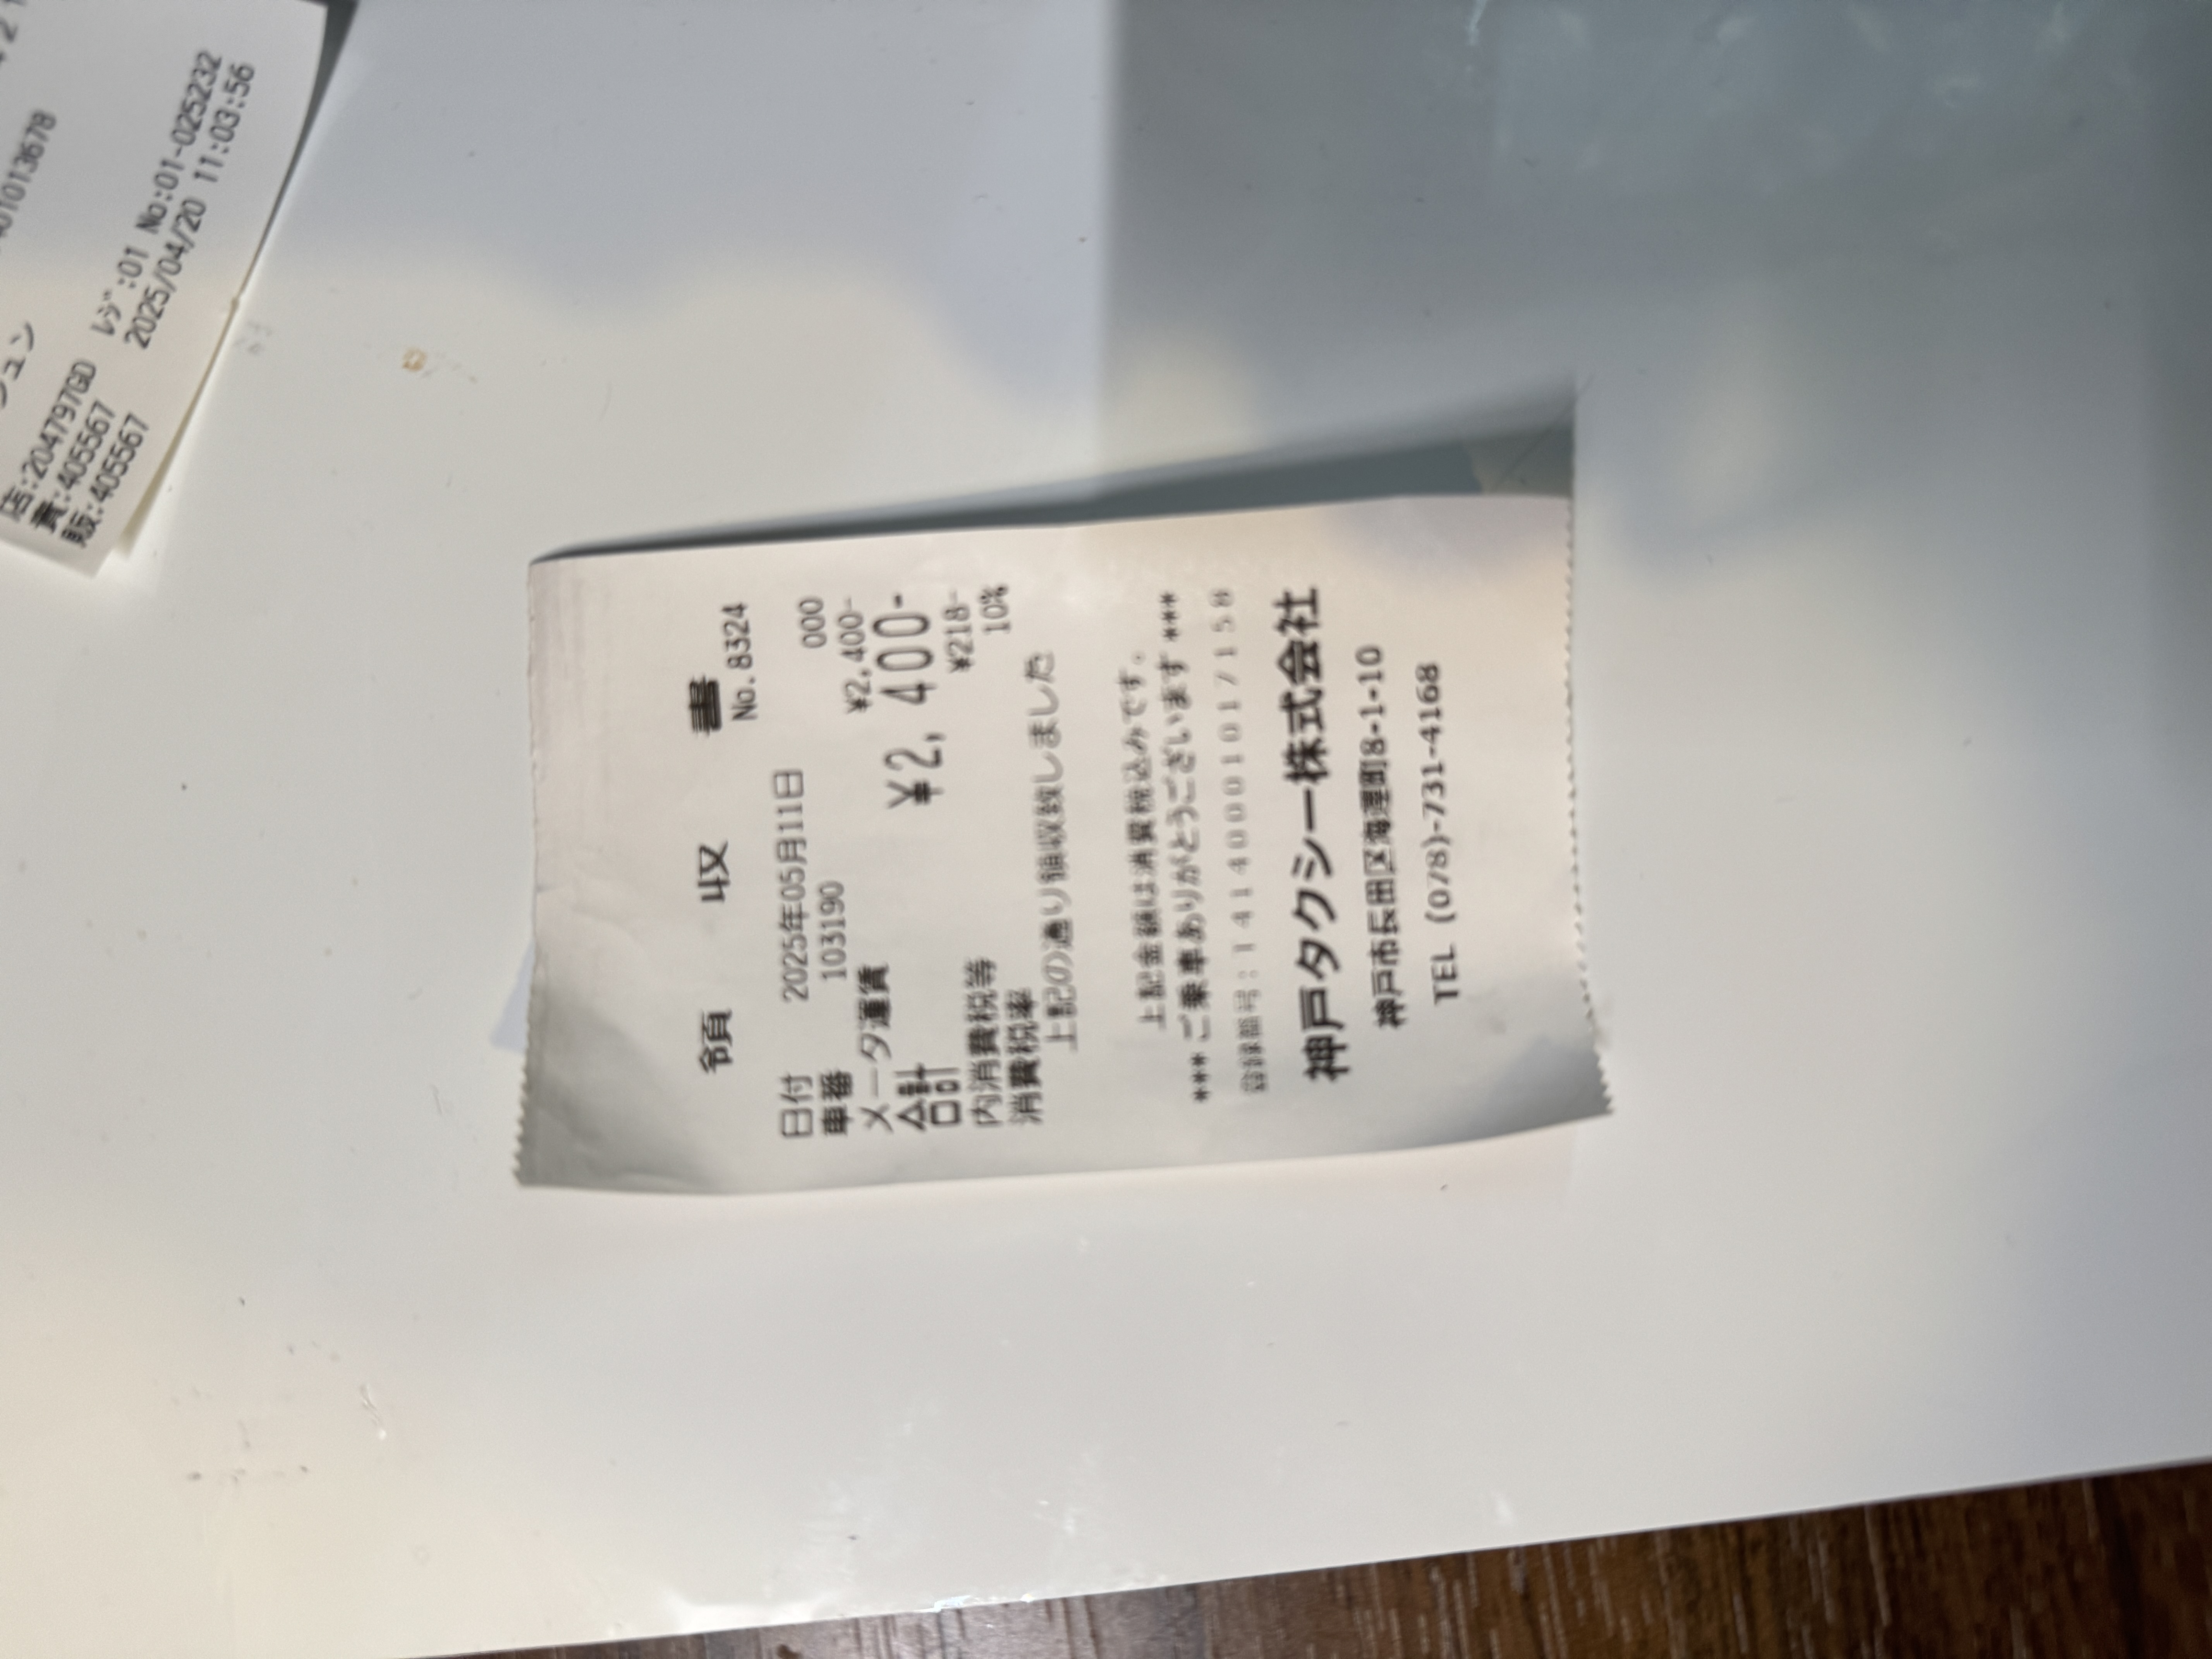 ジュン
01013678
店:204797GD ﾚｼﾞ:01 No:01-025232
責:405567 2025/04/20 11:03:56
販:405567
領 収 書
No.8324
日付 2025年05月11日
車番 103190 000
メータ運賃 ¥2,400-
合計 ¥2,400-
内消費税等 ¥218-
消費税率 10%
上記の通り領収致しました
上記金額は消費税込みです。
*** ご乗車ありがとうございます ***
登録番号:T4140001017158
神戸タクシー株式会社
神戸市長田区海運町8-1-10
TEL (078)-731-4168